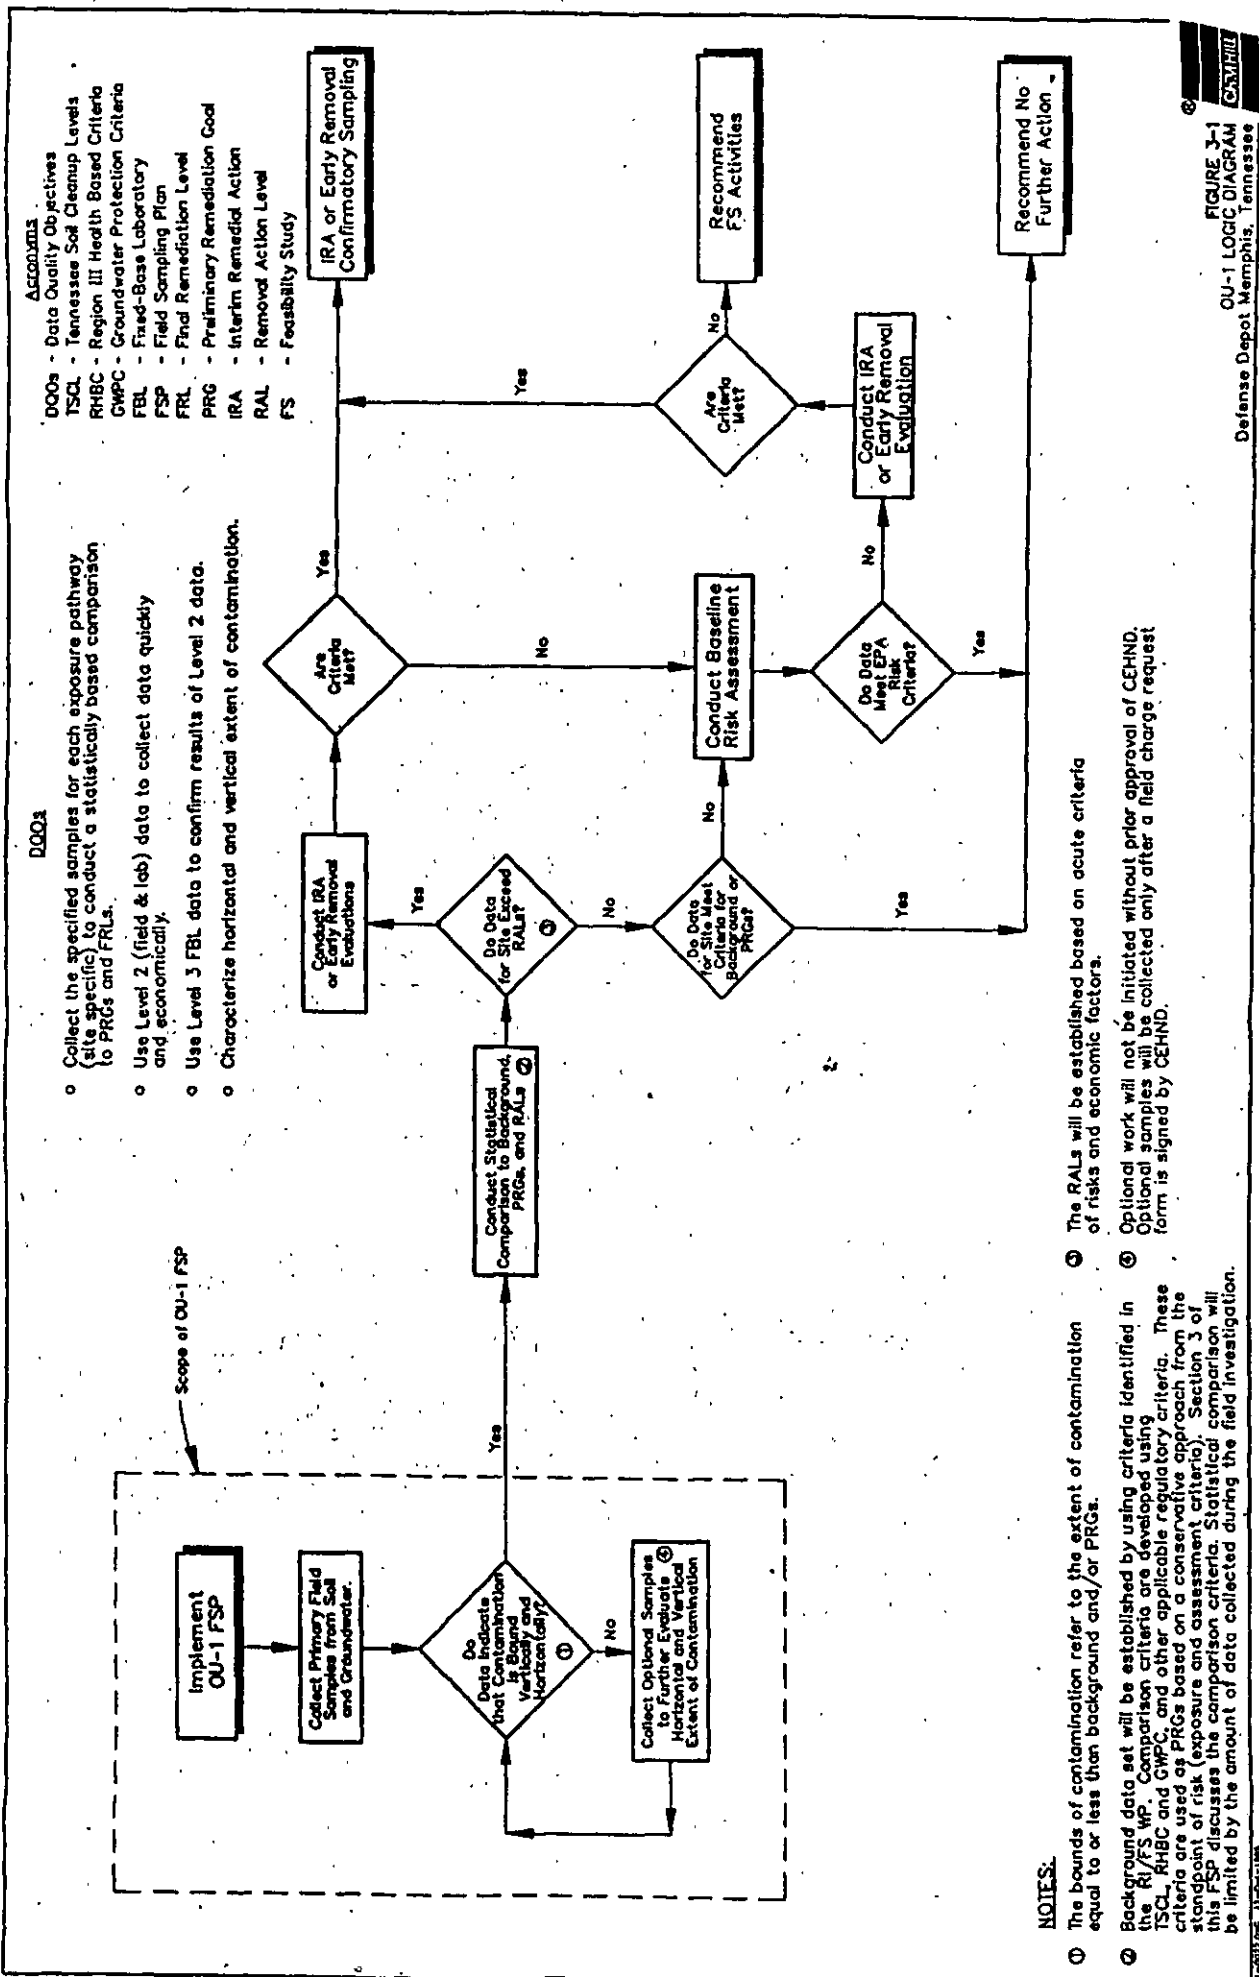 DQOs
o Collect the specified samples for each exposure pathway
(site specific) to conduct a statistically based comparison
to PRGs and FRLs.
o Use Level 2 (field & lab) data to collect data quickly
and economically.
o Use Level 3 FBL data to confirm results of Level 2 data.
o Characterize horizontal and vertical extent of contamination.
Acronyms
DQOs - Data Quality Objectives
TSCL - Tennessee Soil Cleanup Levels
RHBC - Region III Health Based Criteria
GWPC - Groundwater Protection Criteria
FBL - Fixed-Base Laboratory
FSP - Field Sampling Plan
FRL - Final Remediation Level
PRG - Preliminary Remediation Goal
IRA - Interim Remedial Action
RAL - Removal Action Level
FS - Feasibility Study
Scope of OU-1 FSP
Implement
OU-1 FSP
Collect Primary Field
Samples from Soil
and Groundwater.
Do
Data Indicate
that Contamination
is Bound
Vertically and
Horizontally?
①
No
Collect Optional Samples
to Further Evaluate ④
Horizontal and Vertical
Extent of Contamination
Yes
Conduct Statistical
Comparison to Background,
PRGs, and RALs ②
Do Data
for Site Exceed
RALs?
③
Yes
Conduct IRA
or Early Removal
Evaluations
Are
Criteria
Met?
Yes
IRA or Early Removal
Confirmatory Sampling
No
No
Do Data
for Site Meet
Criteria for
Background or
PRGs?
No
Conduct Baseline
Risk Assessment
Yes
Do Data
Meet EPA
Risk
Criteria?
No
Conduct IRA
or Early Removal
Evaluation
Yes
Are
Criteria
Met?
Yes
No
Recommend
FS Activities
Recommend No
Further Action
NOTES:
① The bounds of contamination refer to the extent of contamination
equal to or less than background and/or PRGs.
② Background data set will be established by using criteria identified in
the RI/FS WP. Comparison criteria are developed using
TSCL, RHBC and GWPC, and other applicable regulatory criteria. These
criteria are used as PRGs based on a conservative approach from the
standpoint of risk (exposure and assessment criteria). Section 3 of
this FSP discusses the comparison criteria. Statistical comparison will
be limited by the amount of data collected during the field investigation.
③ The RALs will be established based on acute criteria
of risks and economic factors.
④ Optional work will not be initiated without prior approval of CEHND.
Optional samples will be collected only after a field charge request
form is signed by CEHND.
®
CH2M HILL
FIGURE 3-1
OU-1 LOGIC DIAGRAM
Defense Depot Memphis, Tennessee